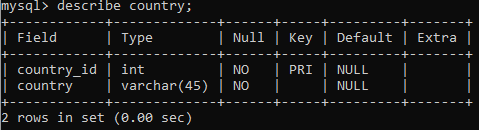 mysql> describe country;
+------------+-------------+------+-----+---------+-------+
| Field      | Type        | Null | Key | Default | Extra |
+------------+-------------+------+-----+---------+-------+
| country_id | int         | NO   | PRI | NULL    |       |
| country    | varchar(45) | NO   |     | NULL    |       |
+------------+-------------+------+-----+---------+-------+
2 rows in set (0.00 sec)